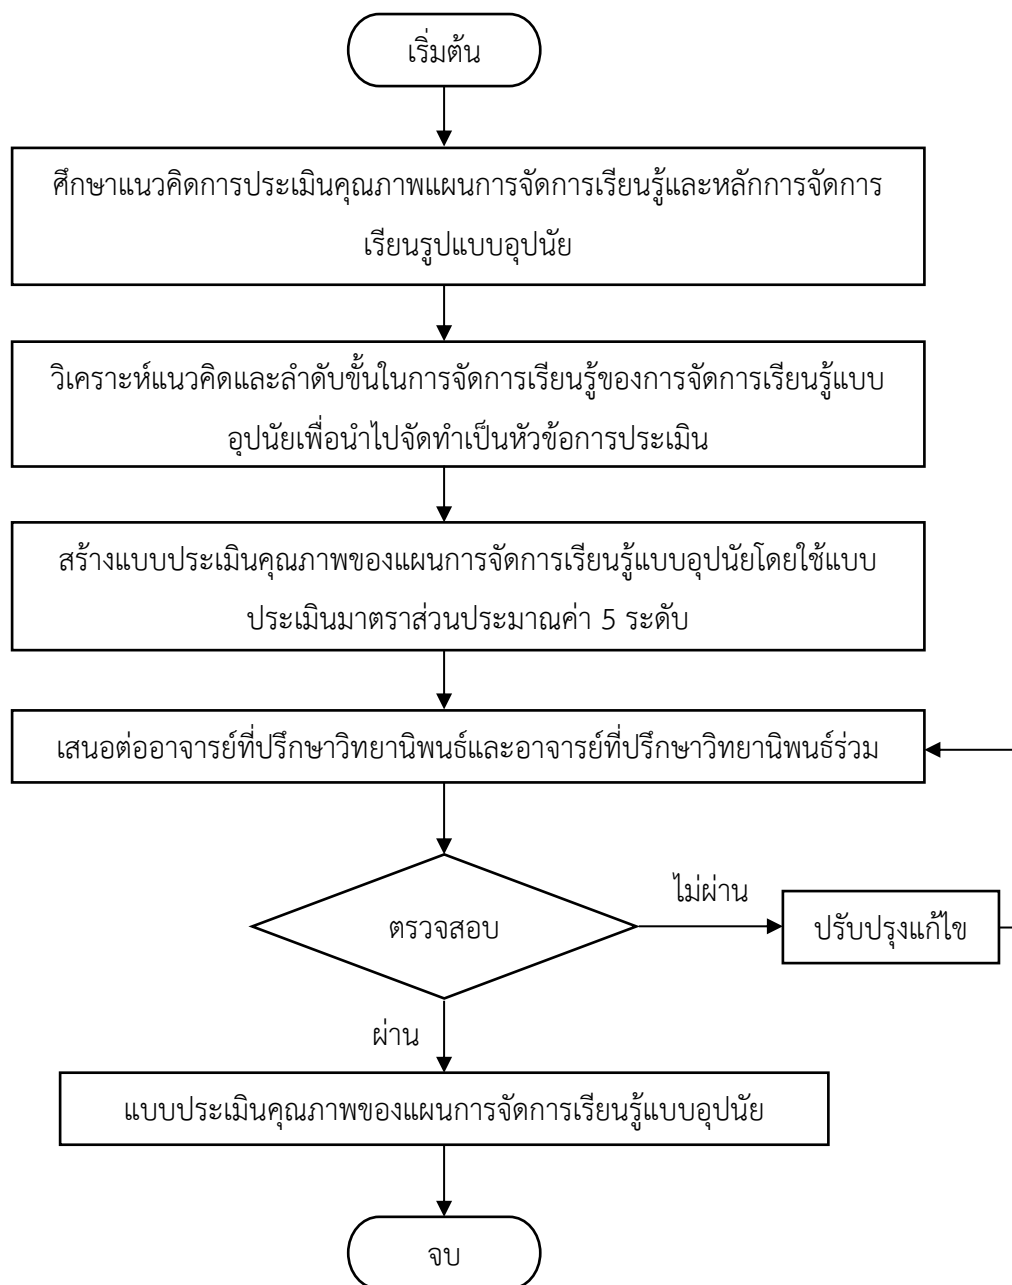 เริ่มต้น
ศึกษาแนวคิดการประเมินคุณภาพแผนการจัดการเรียนรู้และหลักการจัดการ
เรียนรูปแบบอุปนัย
วิเคราะห์แนวคิดและลำดับขั้นในการจัดการเรียนรู้ของการจัดการเรียนรู้แบบ
อุปนัยเพื่อนำไปจัดทำเป็นหัวข้อการประเมิน
สร้างแบบประเมินคุณภาพของแผนการจัดการเรียนรู้แบบอุปนัยโดยใช้แบบ
ประเมินมาตราส่วนประมาณค่า 5 ระดับ
เสนอต่ออาจารย์ที่ปรึกษาวิทยานิพนธ์และอาจารย์ที่ปรึกษาวิทยานิพนธ์ร่วม
ตรวจสอบ
ไม่ผ่าน
ปรับปรุงแก้ไข
ผ่าน
แบบประเมินคุณภาพของแผนการจัดการเรียนรู้แบบอุปนัย
จบ